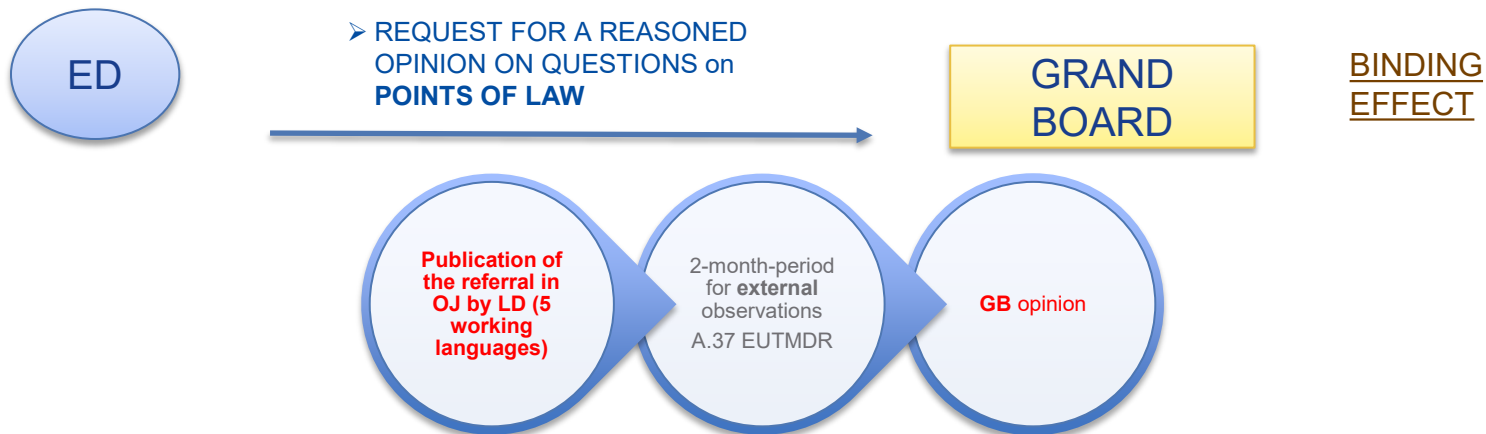 ED
➢ REQUEST FOR A REASONED
OPINION ON QUESTIONS on
POINTS OF LAW
GRAND
BOARD
BINDING
EFFECT
Publication of
the referral in
OJ by LD (5
working
languages)
2-month-period
for external
observations
A.37 EUTMDR
GB opinion